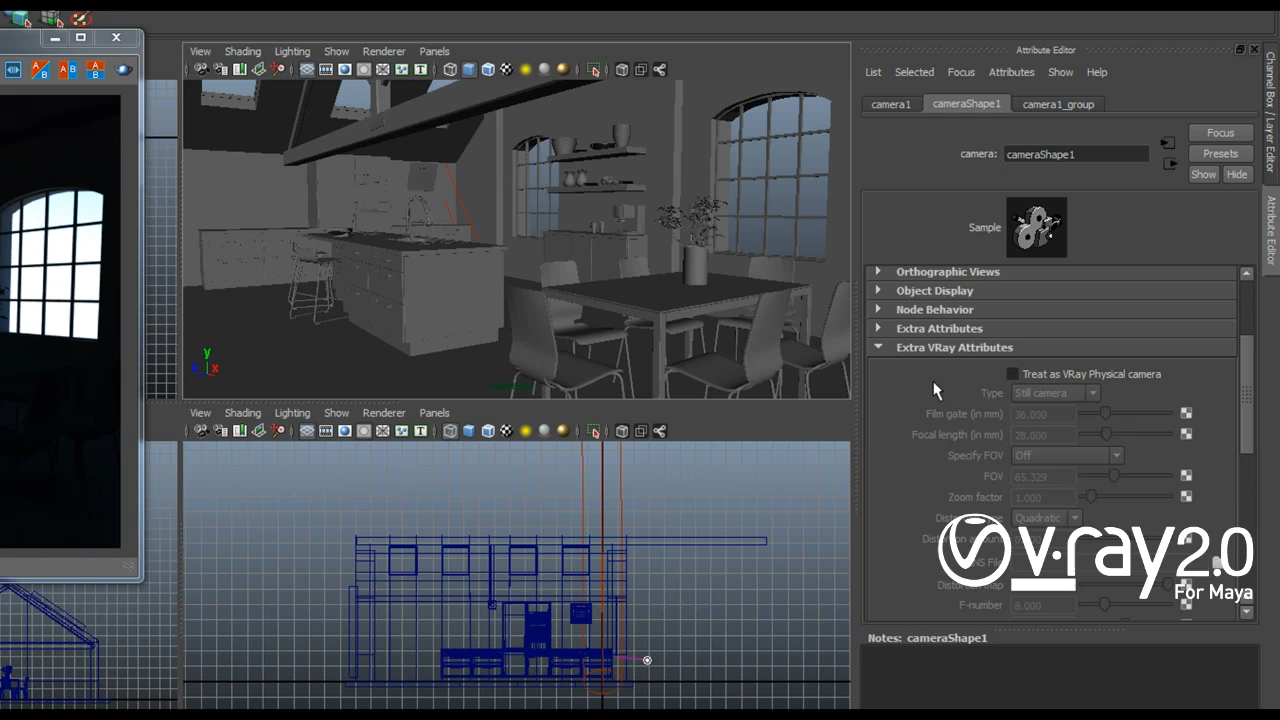 View Shading Lighting Show Renderer Panels
y
x
View Shading Lighting Show Renderer Panels
Attribute Editor
List Selected Focus Attributes Show Help
camera1 cameraShape1 camera1_group
camera: cameraShape1
Focus
Presets
Show Hide
Sample
Orthographic Views
Object Display
Node Behavior
Extra Attributes
Extra VRay Attributes
Treat as VRay Physical camera
Type Still camera
Film gate (in mm) 36.000
Focal length (in mm) 28.000
Specify FOV Off
FOV 65.329
Zoom factor 1.000
Quadratic
F-number 8.000
v·ray 2.0
For Maya
Notes: cameraShape1
Channel Box / Layer Editor
Attribute Editor